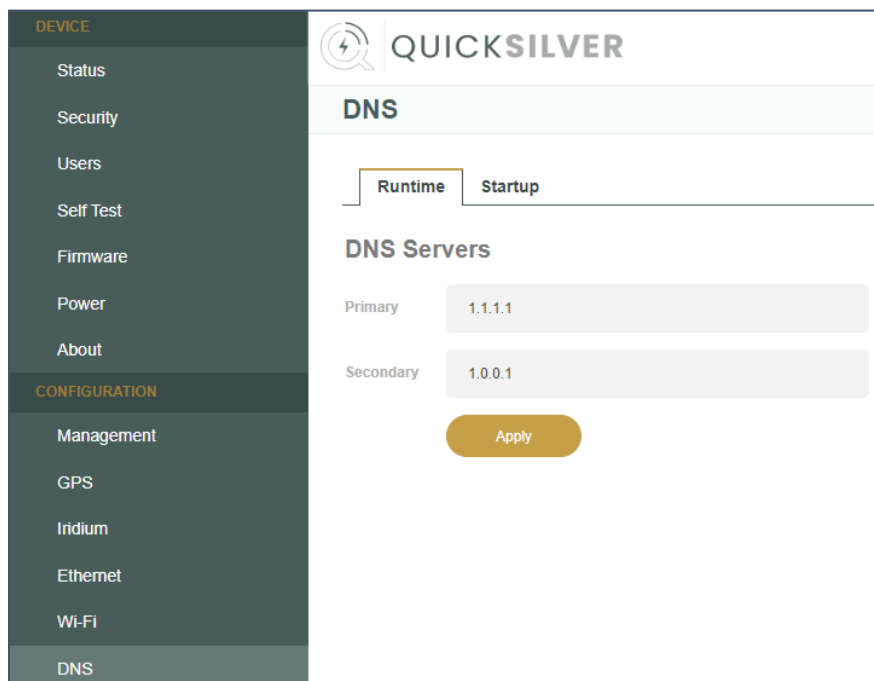 DEVICE
Status
Security
Users
Self Test
Firmware
Power
About
CONFIGURATION
Management
GPS
Iridium
Ethernet
Wi-Fi
DNS
QUICKSILVER
DNS
Runtime Startup
DNS Servers
Primary 1.1.1.1
Secondary 1.0.0.1
Apply